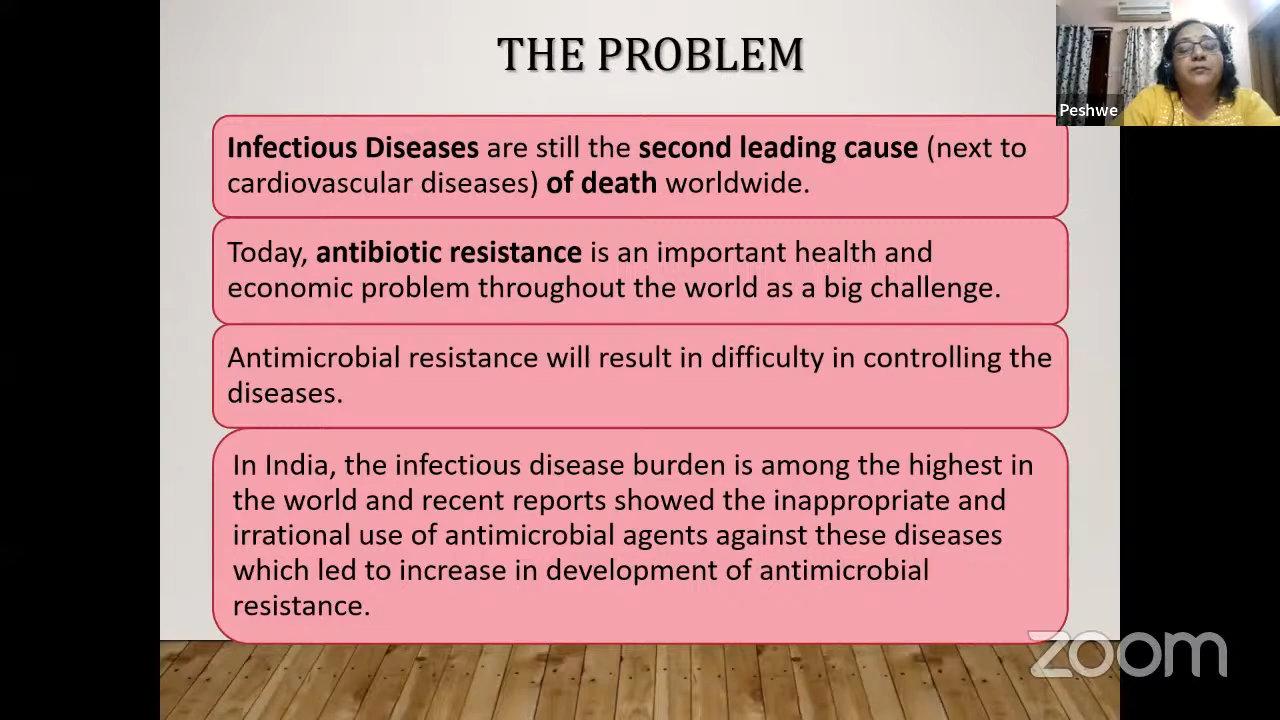 THE PROBLEM
Peshwe
Infectious Diseases are still the second leading cause (next to
cardiovascular diseases) of death worldwide.
Today, antibiotic resistance is an important health and
economic problem throughout the world as a big challenge.
Antimicrobial resistance will result in difficulty in controlling the
diseases.
In India, the infectious disease burden is among the highest in
the world and recent reports showed the inappropriate and
irrational use of antimicrobial agents against these diseases
which led to increase in development of antimicrobial
resistance.
zoom